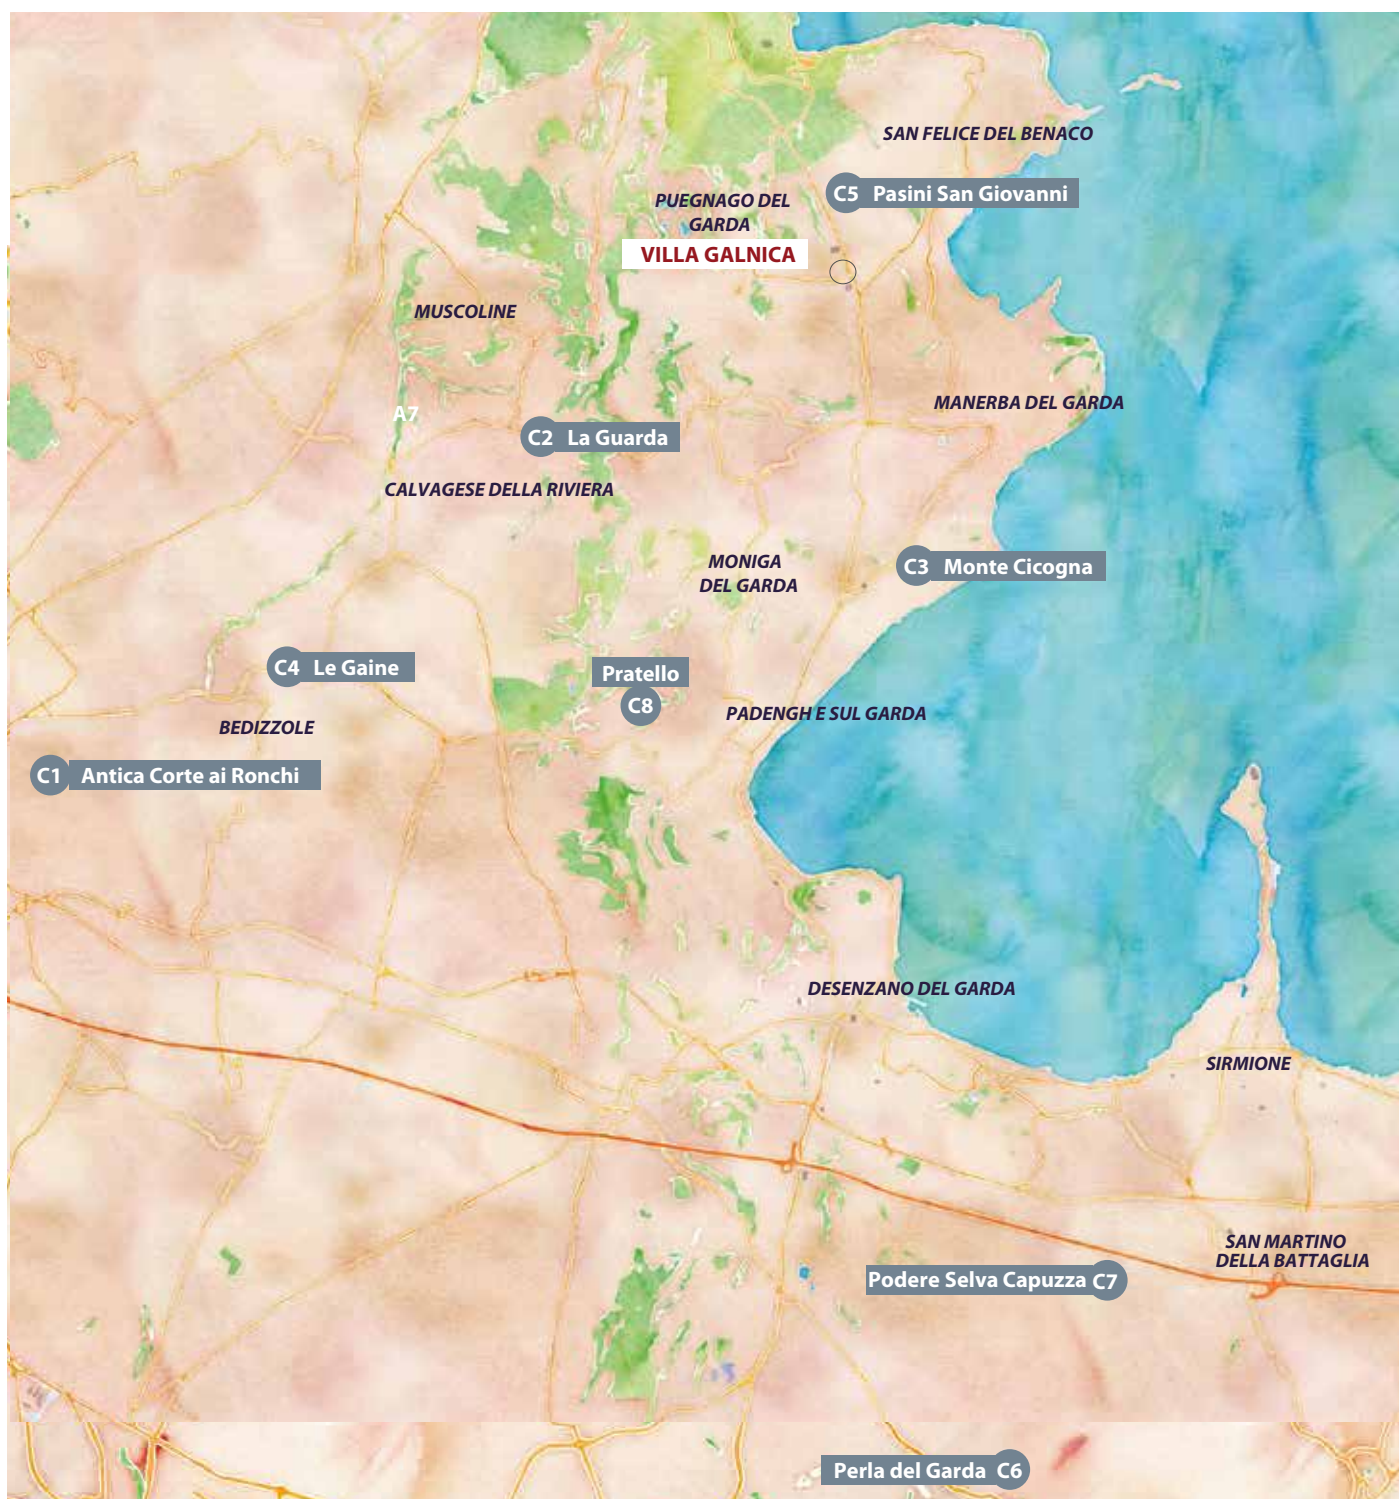 SAN FELICE DEL BENACO
C5 Pasini San Giovanni
PUEGNAGO DEL
GARDA
VILLA GALNICA
MUSCOLINE
MANERBA DEL GARDA
A7
C2 La Guarda
CALVAGESE DELLA RIVIERA
MONIGA
DEL GARDA
C3 Monte Cicogna
C4 Le Gaine
Pratello
C8
PADENGH E SUL GARDA
BEDIZZOLE
C1 Antica Corte ai Ronchi
DESENZANO DEL GARDA
SIRMIONE
SAN MARTINO
DELLA BATTAGLIA
Podere Selva Capuzza C7
Perla del Garda C6